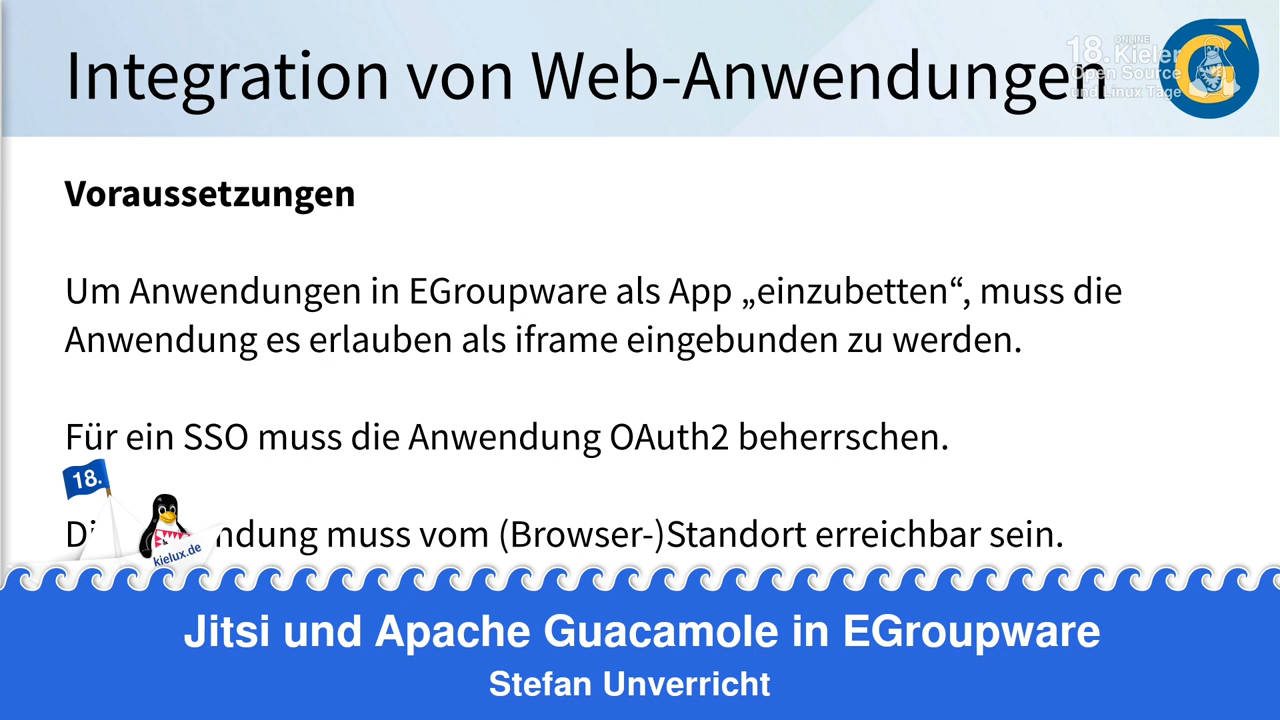 Integration von Web-Anwendungen
ONLINE
18. Kieler
Open Source
und Linux Tage
Voraussetzungen
Um Anwendungen in EGroupware als App „einzubetten“, muss die
Anwendung es erlauben als iframe eingebunden zu werden.
Für ein SSO muss die Anwendung OAuth2 beherrschen.
18.
muss vom (Browser-)Standort erreichbar sein.
kielux.de
Jitsi und Apache Guacamole in EGroupware
Stefan Unverricht